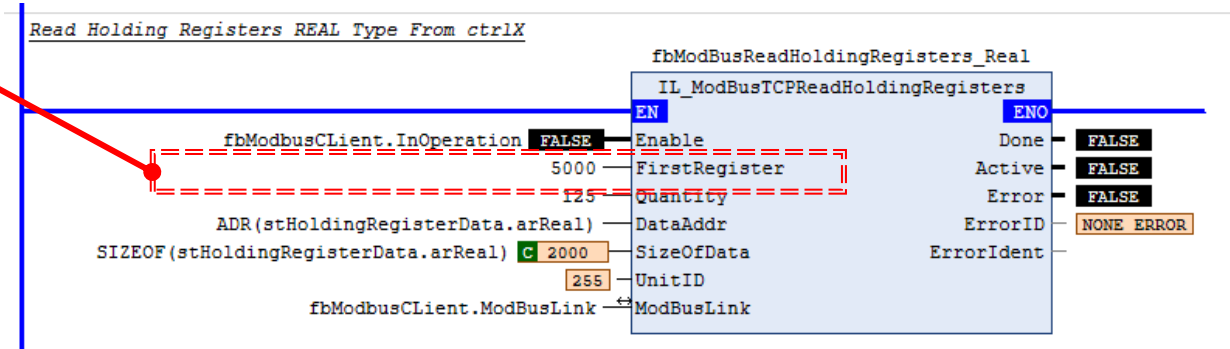 Read Holding Registers REAL Type From ctrlX
fbModBusReadHoldingRegisters_Real
IL_ModBusTCPReadHoldingRegisters
EN ENO
fbModbusCLient.InOperation FALSE Enable Done FALSE
5000 FirstRegister Active FALSE
125 Quantity Error FALSE
ADR(stHoldingRegisterData.arReal) DataAddr ErrorID NONE ERROR
SIZEOF(stHoldingRegisterData.arReal) C 2000 SizeOfData ErrorIdent
255 UnitID
fbModbusCLient.ModBusLink ModBusLink